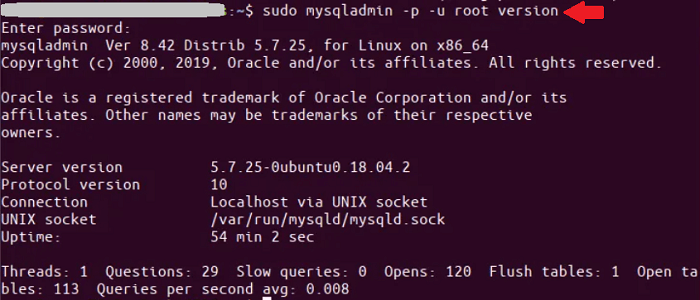 :~$ sudo mysqladmin -p -u root version
Enter password:
mysqladmin  Ver 8.42 Distrib 5.7.25, for Linux on x86_64
Copyright (c) 2000, 2019, Oracle and/or its affiliates. All rights reserved.
Oracle is a registered trademark of Oracle Corporation and/or its
affiliates. Other names may be trademarks of their respective
owners.
Server version          5.7.25-0ubuntu0.18.04.2
Protocol version        10
Connection              Localhost via UNIX socket
UNIX socket             /var/run/mysqld/mysqld.sock
Uptime:                 54 min 2 sec
Threads: 1  Questions: 29  Slow queries: 0  Opens: 120  Flush tables: 1  Open ta
bles: 113  Queries per second avg: 0.008